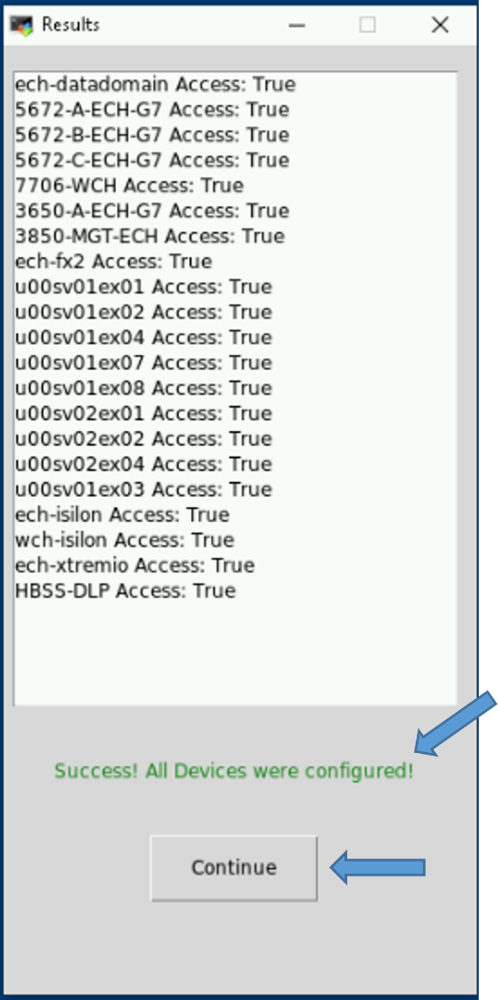 Results
ech-datadomain Access: True
5672-A-ECH-G7 Access: True
5672-B-ECH-G7 Access: True
5672-C-ECH-G7 Access: True
7706-WCH Access: True
3650-A-ECH-G7 Access: True
3850-MGT-ECH Access: True
ech-fx2 Access: True
u00sv01ex01 Access: True
u00sv01ex02 Access: True
u00sv01ex04 Access: True
u00sv01ex07 Access: True
u00sv01ex08 Access: True
u00sv02ex01 Access: True
u00sv02ex02 Access: True
u00sv02ex04 Access: True
u00sv01ex03 Access: True
ech-isilon Access: True
wch-isilon Access: True
ech-xtremio Access: True
HBSS-DLP Access: True
Success! All Devices were configured!
Continue